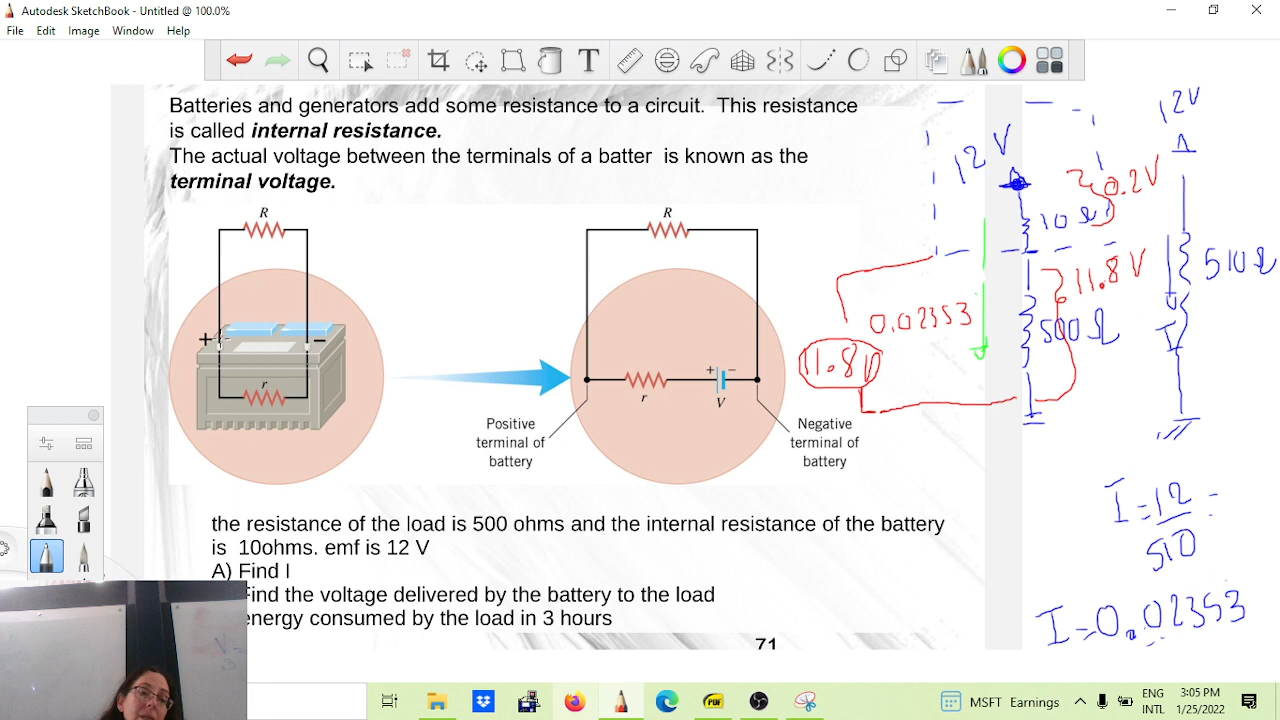 Autodesk SketchBook - Untitled @ 100.0%
File Edit Image Window Help
Batteries and generators add some resistance to a circuit. This resistance
is called internal resistance.
The actual voltage between the terminals of a batter is known as the
terminal voltage.
R
+
−
r
R
r
+ −
V
Positive
terminal of
battery
Negative
terminal of
battery
12 V
0.2V
10 Ω
11.8 V
500 Ω
0.02353
11.8V
12V
510 Ω
I
I = 12/510 =
I = 0.02353
the resistance of the load is 500 ohms and the internal resistance of the battery
is 10ohms. emf is 12 V
A) Find I
Find the voltage delivered by the battery to the load
energy consumed by the load in 3 hours
71
MSFT Earnings
ENG
INTL
3:05 PM
1/25/2022